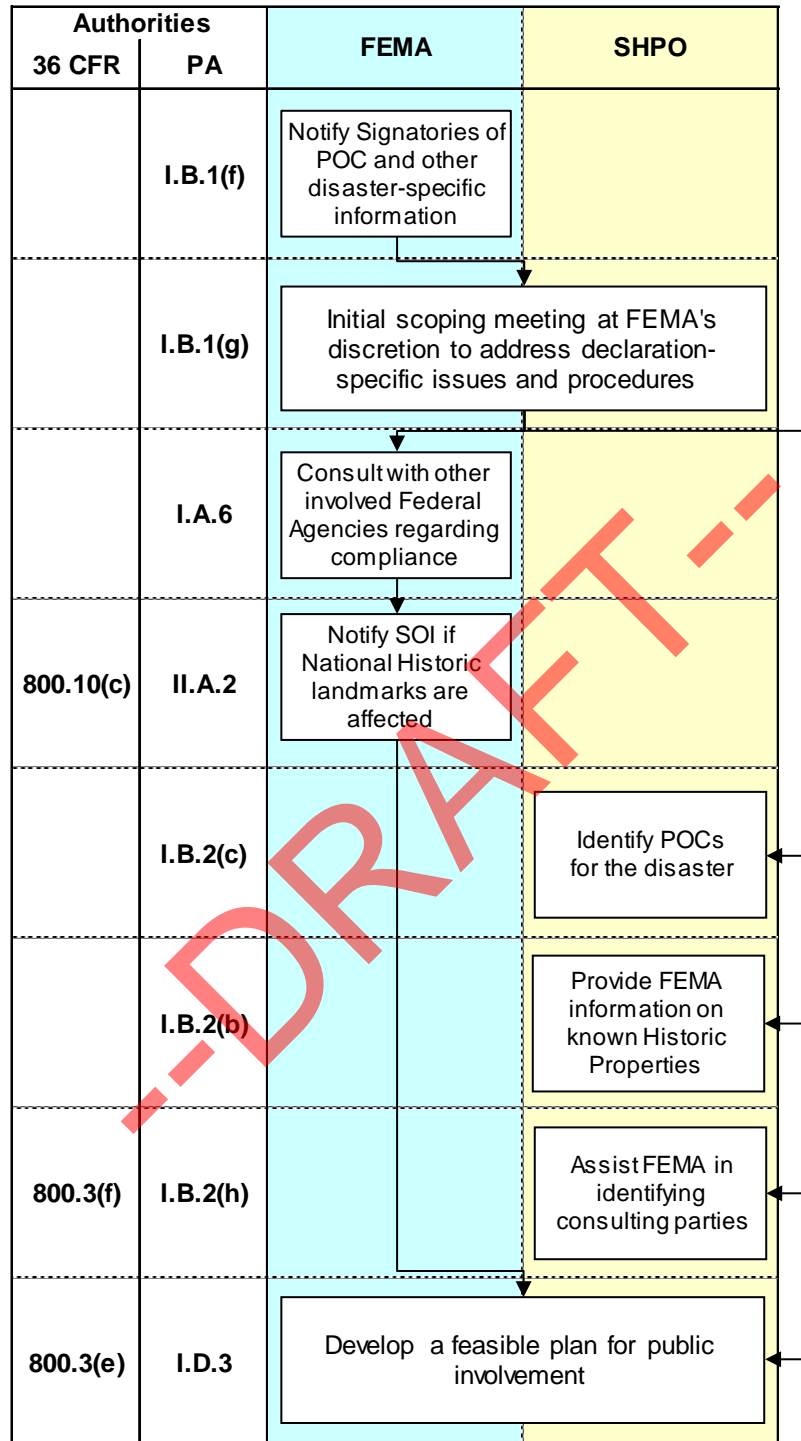 Authorities
36 CFR
PA
FEMA
SHPO
I.B.1(f)
Notify Signatories of
POC and other
disaster-specific
information
I.B.1(g)
Initial scoping meeting at FEMA's
discretion to address declaration-
specific issues and procedures
I.A.6
Consult with other
involved Federal
Agencies regarding
compliance
800.10(c)
II.A.2
Notify SOI if
National Historic
landmarks are
affected
I.B.2(c)
Identify POCs
for the disaster
I.B.2(b)
Provide FEMA
information on
known Historic
Properties
800.3(f)
I.B.2(h)
Assist FEMA in
identifying
consulting parties
800.3(e)
I.D.3
Develop a feasible plan for public
involvement
--DRAFT--